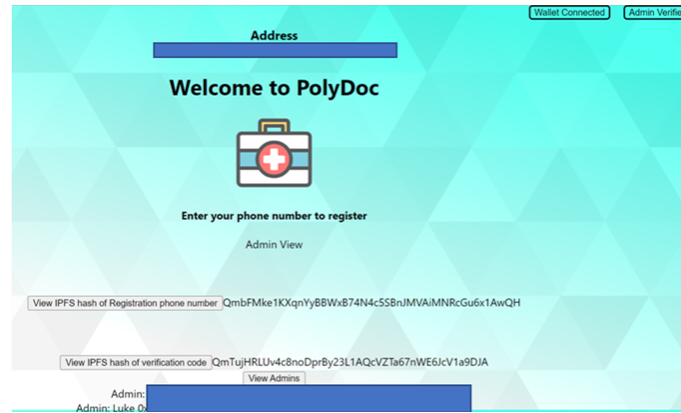 Wallet Connected Admin Verifie
Address
Welcome to PolyDoc
Enter your phone number to register
Admin View
View IPFS hash of Registration phone number QmbFMke1KXqnYyBBWxB74N4c5SBnJMVAiMNRcGu6x1AwQH
View IPFS hash of verification code QmTujHRLUv4c8noDprBy23L1AQcVZTa67nWE6JcV1a9DJA
View Admins
Admin:
Admin: Luke 0x